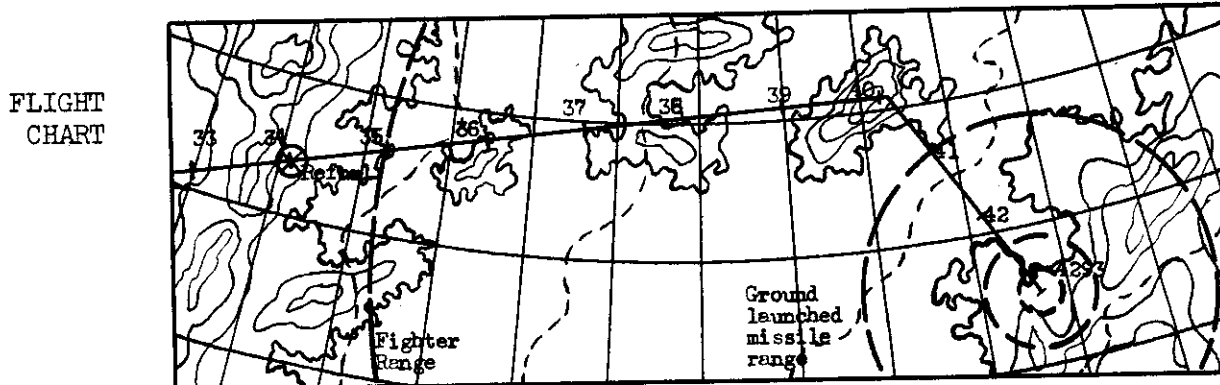 FLIGHT
CHART
33
34
35
36
37
38
39
40
41
42
4293
Refuel
Fighter
Range
Ground
launched
missile
range